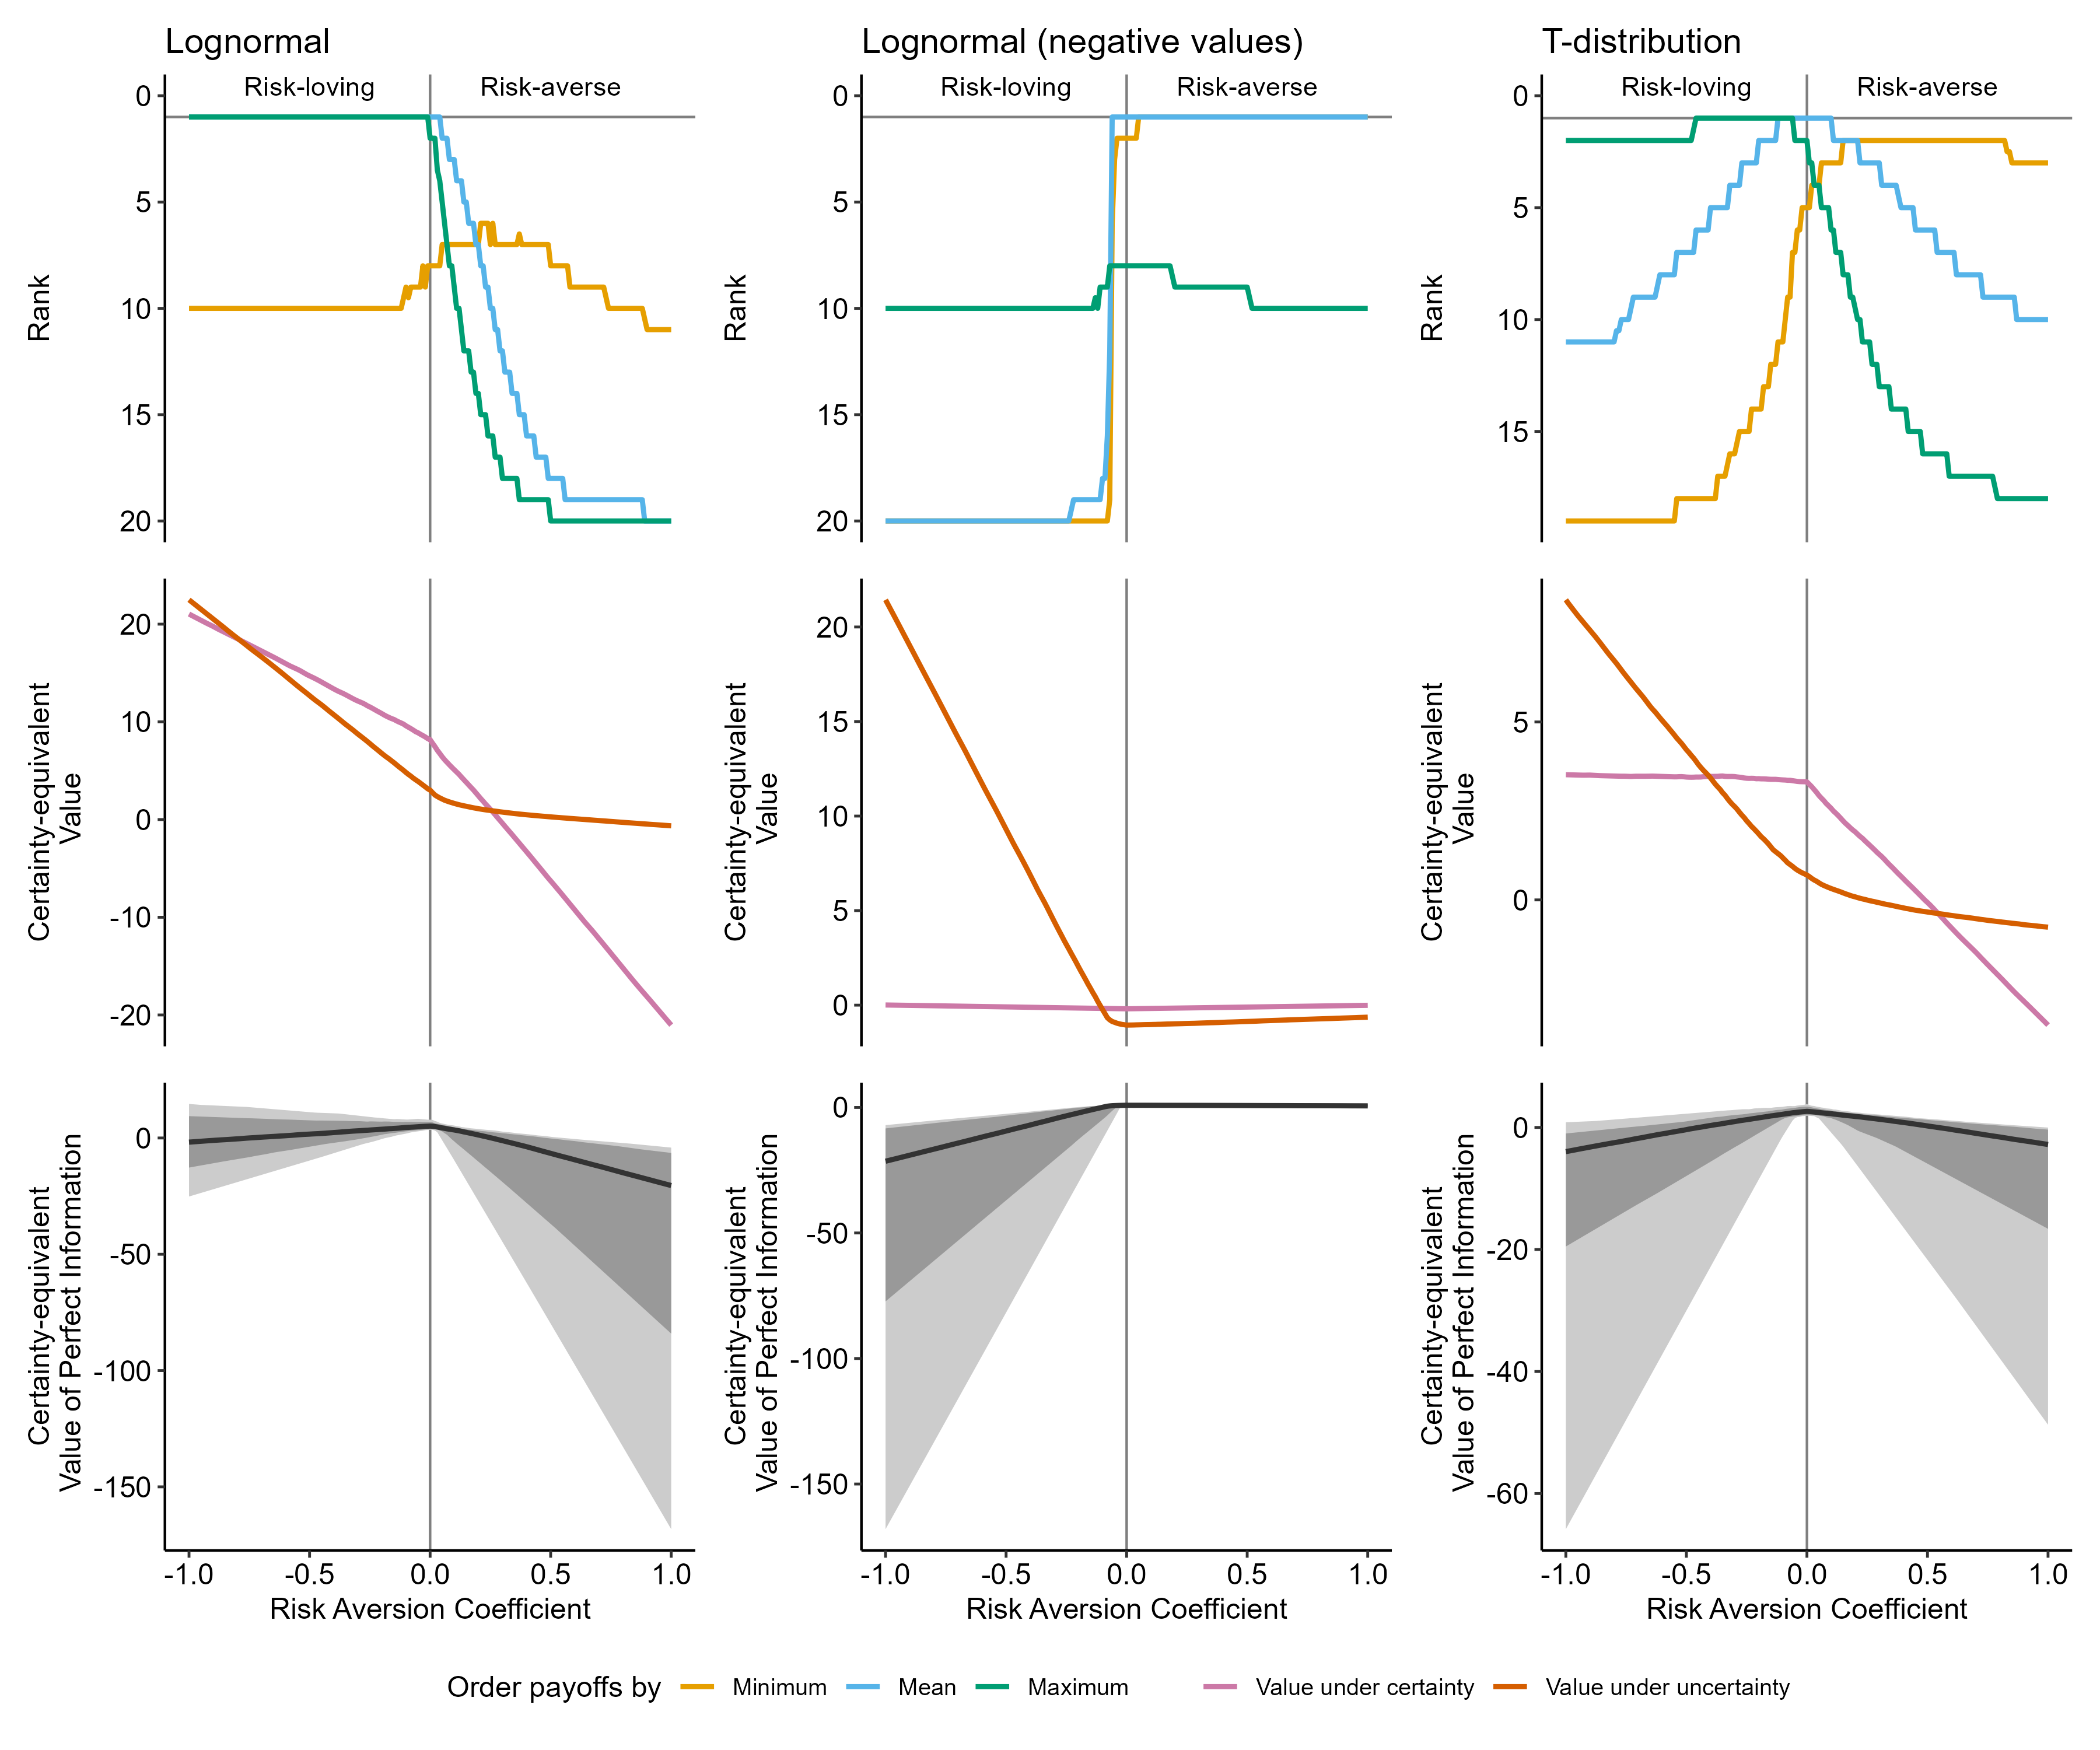 Lognormal
Lognormal (negative values)
T-distribution
Risk-loving
Risk-averse
Risk-loving
Risk-averse
Risk-loving
Risk-averse
Rank
0
5
10
15
20
Rank
0
5
10
15
20
Rank
0
5
10
15
Certainty-equivalent
Value
20
10
0
-10
-20
Certainty-equivalent
Value
20
15
10
5
0
Certainty-equivalent
Value
5
0
Certainty-equivalent
Value of Perfect Information
0
-50
-100
-150
Certainty-equivalent
Value of Perfect Information
0
-50
-100
-150
Certainty-equivalent
Value of Perfect Information
0
-20
-40
-60
-1.0 -0.5 0.0 0.5 1.0
-1.0 -0.5 0.0 0.5 1.0
-1.0 -0.5 0.0 0.5 1.0
Risk Aversion Coefficient
Risk Aversion Coefficient
Risk Aversion Coefficient
Order payoffs by Minimum Mean Maximum Value under certainty Value under uncertainty